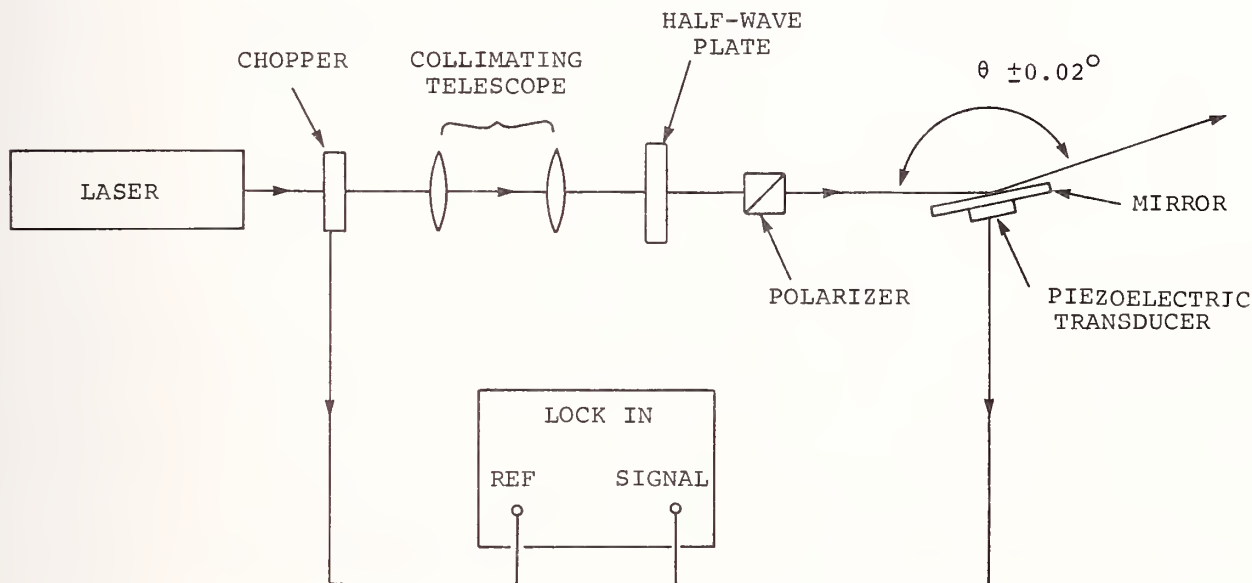 HALF-WAVE
PLATE
CHOPPER
COLLIMATING
TELESCOPE
θ ±0.02°
LASER
MIRROR
POLARIZER
PIEZOELECTRIC
TRANSDUCER
LOCK IN
REF
SIGNAL